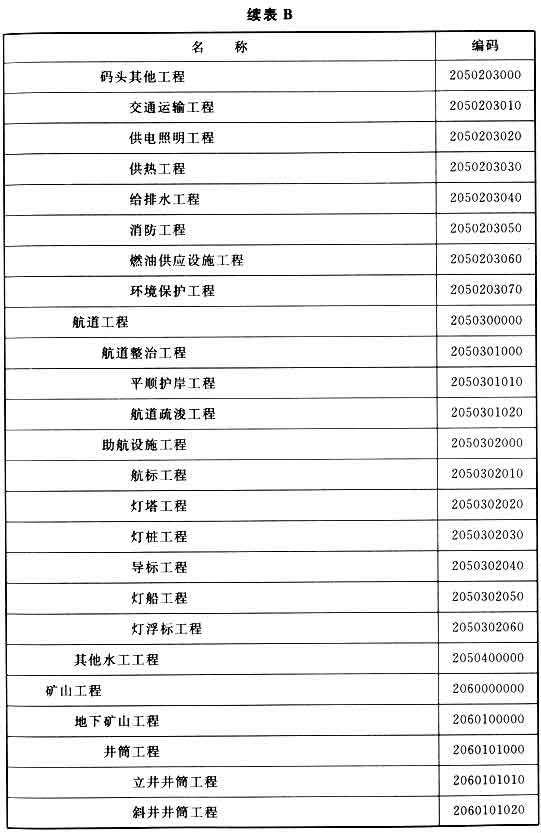 续表 B
名 称 编码
码头其他工程 2050203000
交通运输工程 2050203010
供电照明工程 2050203020
供热工程 2050203030
给排水工程 2050203040
消防工程 2050203050
燃油供应设施工程 2050203060
环境保护工程 2050203070
航道工程 2050300000
航道整治工程 2050301000
平顺护岸工程 2050301010
航道疏浚工程 2050301020
助航设施工程 2050302000
航标工程 2050302010
灯塔工程 2050302020
灯桩工程 2050302030
导标工程 2050302040
灯船工程 2050302050
灯浮标工程 2050302060
其他水工工程 2050400000
矿山工程 2060000000
地下矿山工程 2060100000
井筒工程 2060101000
立井井筒工程 2060101010
斜井井筒工程 2060101020